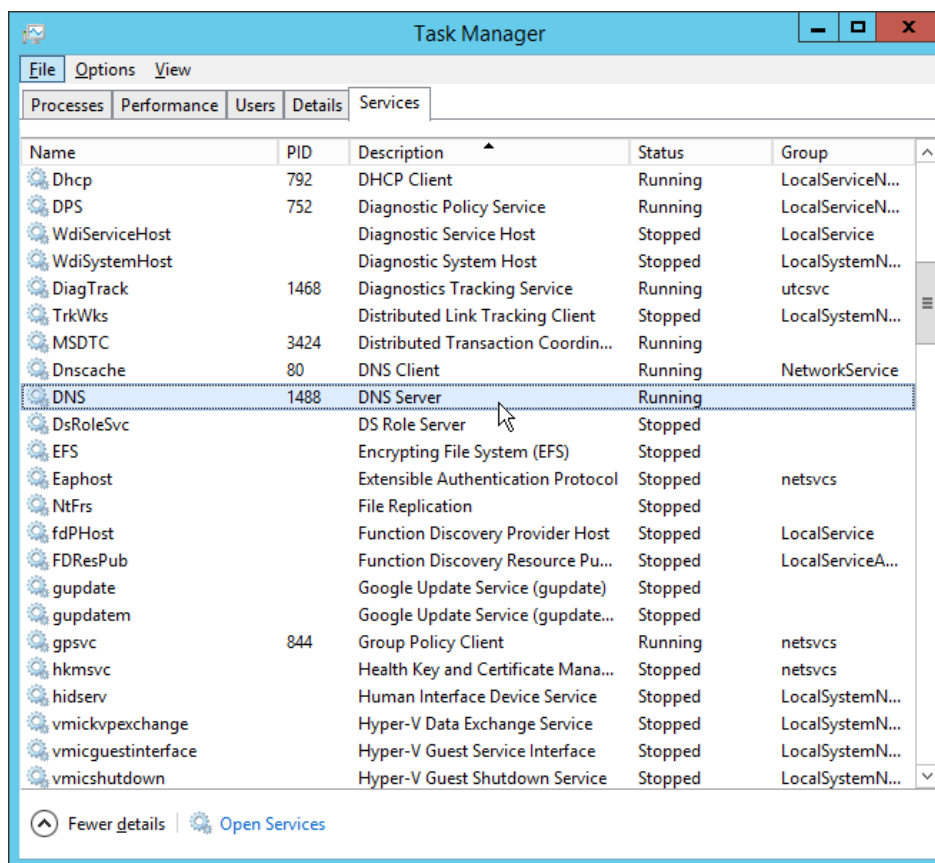 Task Manager
File Options View
Processes Performance Users Details Services
Name PID Description Status Group
Dhcp 792 DHCP Client Running LocalServiceN...
DPS 752 Diagnostic Policy Service Running LocalServiceN...
WdiServiceHost Diagnostic Service Host Stopped LocalService
WdiSystemHost Diagnostic System Host Stopped LocalSystemN...
DiagTrack 1468 Diagnostics Tracking Service Running utcsvc
TrkWks Distributed Link Tracking Client Stopped LocalSystemN...
MSDTC 3424 Distributed Transaction Coordin... Running
Dnscache 80 DNS Client Running NetworkService
DNS 1488 DNS Server Running
DsRoleSvc DS Role Server Stopped
EFS Encrypting File System (EFS) Stopped
Eaphost Extensible Authentication Protocol Stopped netsvcs
NtFrs File Replication Stopped
fdPHost Function Discovery Provider Host Stopped LocalService
FDResPub Function Discovery Resource Pu... Stopped LocalServiceA...
gupdate Google Update Service (gupdate) Stopped
gupdatem Google Update Service (gupdate... Stopped
gpsvc 844 Group Policy Client Running netsvcs
hkmsvc Health Key and Certificate Mana... Stopped netsvcs
hidserv Human Interface Device Service Stopped LocalSystemN...
vmickvpexchange Hyper-V Data Exchange Service Stopped LocalSystemN...
vmicguestinterface Hyper-V Guest Service Interface Stopped LocalSystemN...
vmicshutdown Hyper-V Guest Shutdown Service Stopped LocalSystemN...
Fewer details Open Services